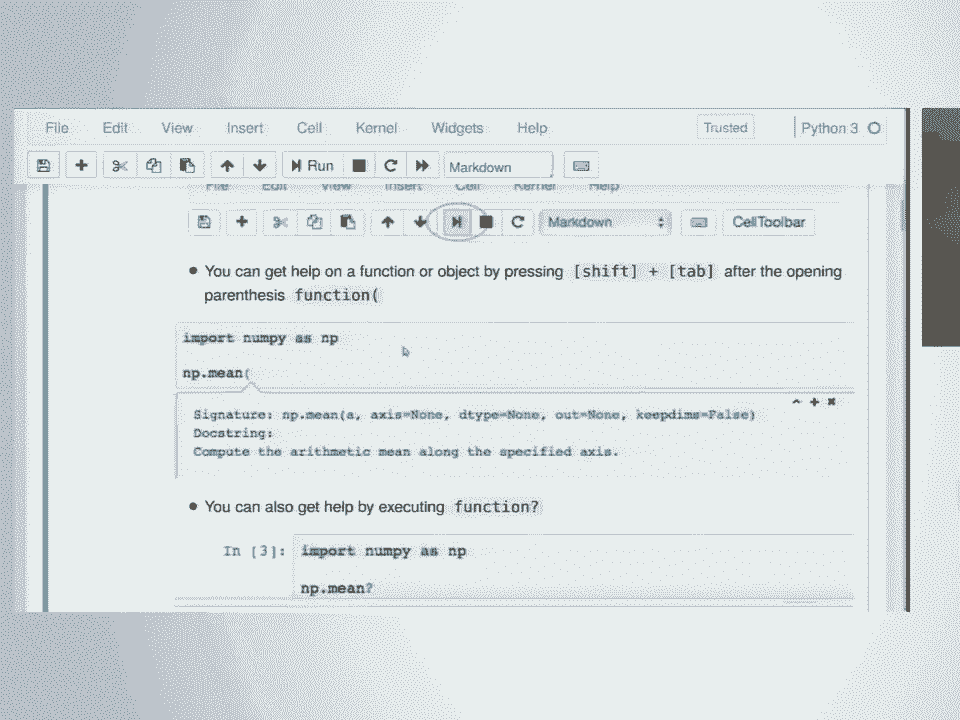 File Edit View Insert Cell Kernel Widgets Help Trusted Python 3
Run Markdown
File Edit View Insert Cell Kernel Help
Markdown CellToolbar
You can get help on a function or object by pressing [shift] + [tab] after the opening
parenthesis function(
import numpy as np
np.mean(
Signature: np.mean(a, axis=None, dtype=None, out=None, keepdims=False)
Docstring:
Compute the arithmetic mean along the specified axis.
You can also get help by executing function?
In [3]: import numpy as np
np.mean?